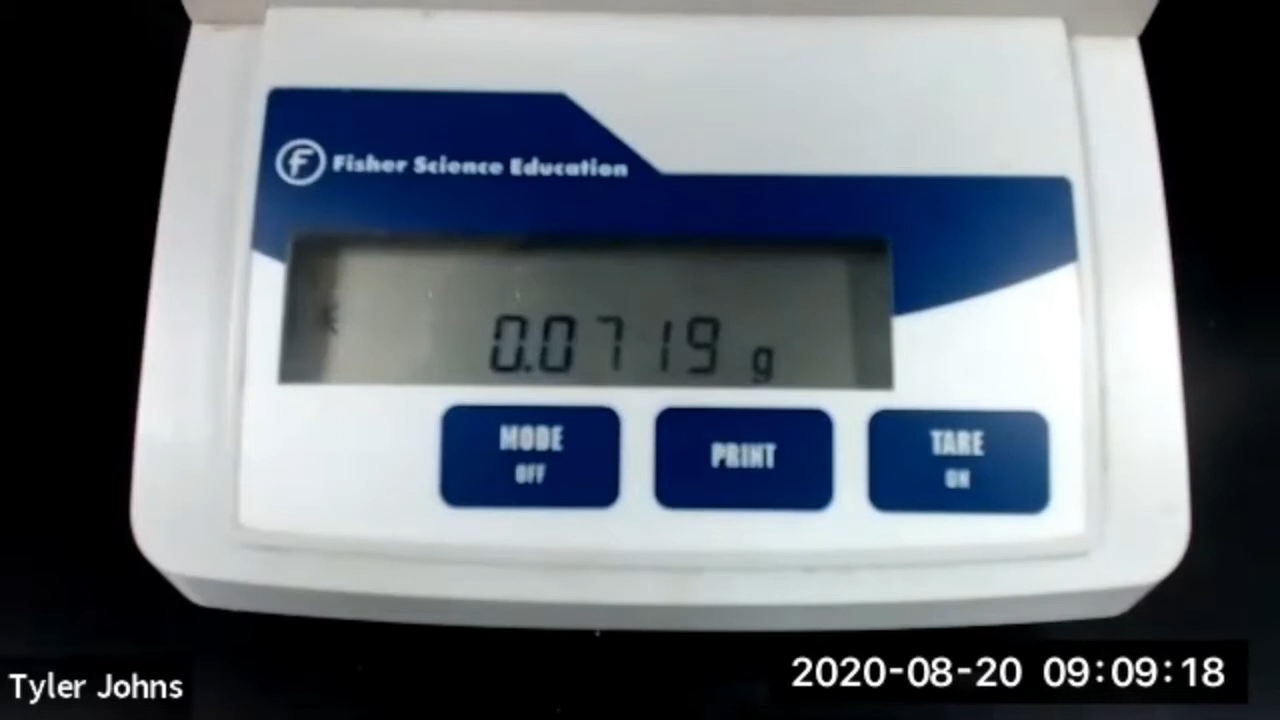 Fisher Science Education
0.0719 g
MODE
OFF
PRINT
TARE
ON
Tyler Johns
2020-08-20 09:09:18